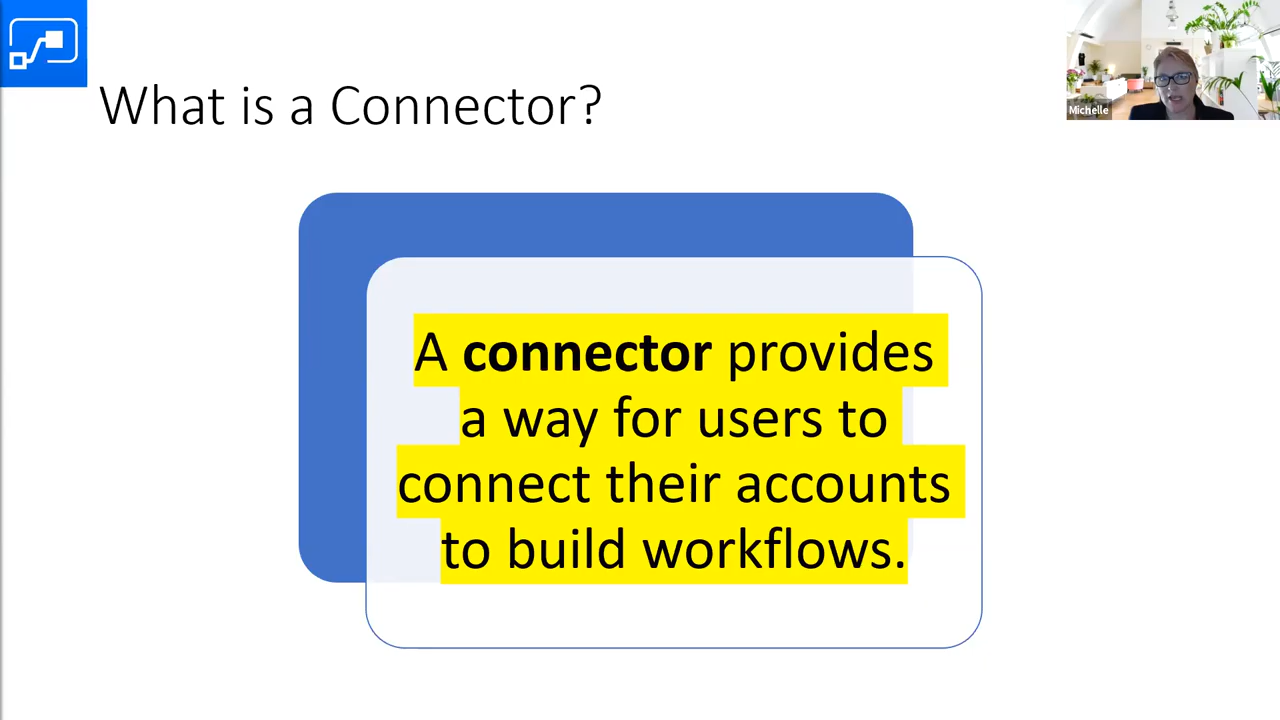 What is a Connector?
Michelle
A connector provides
a way for users to
connect their accounts
to build workflows.